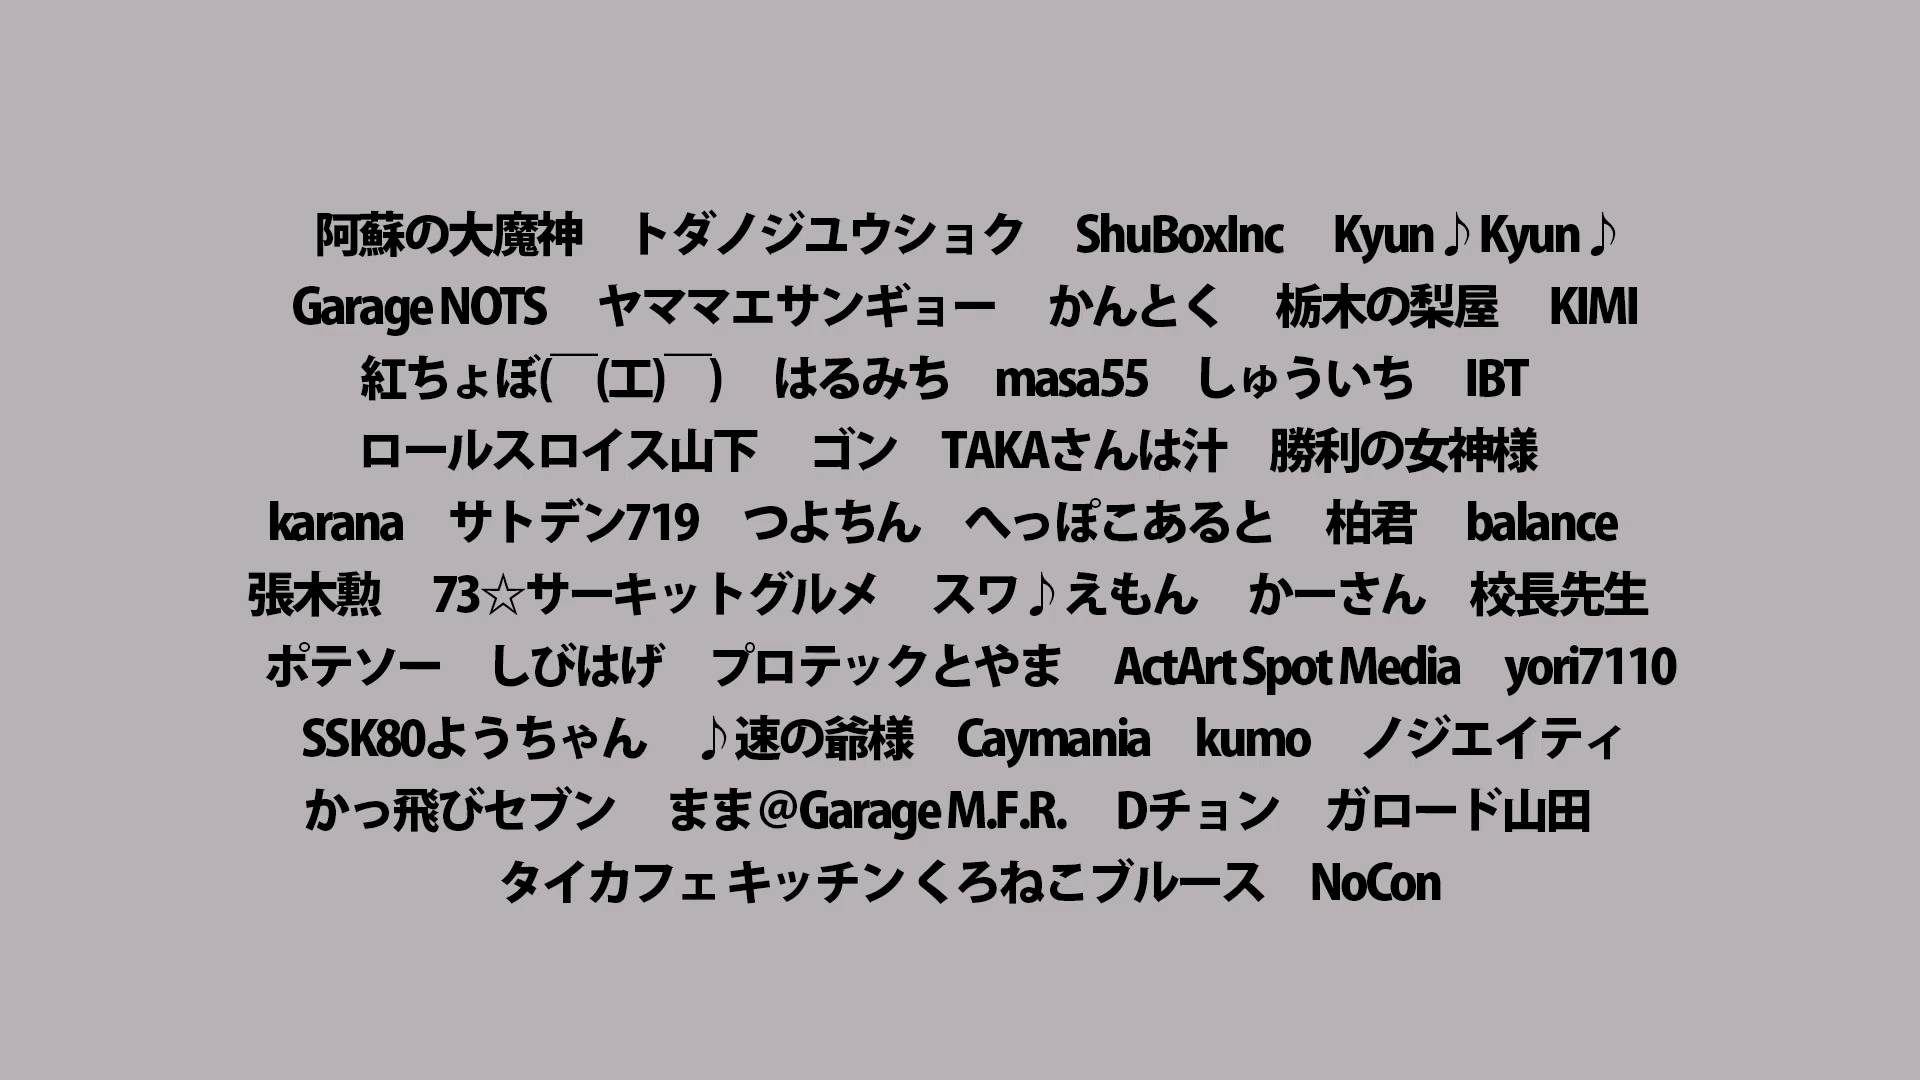 阿蘇の大魔神　トダノジユウショク　ShuBoxInc　Kyun♪Kyun♪
Garage NOTS　ヤママエサンギョー　かんとく　栃木の梨屋　KIMI
紅ちょぼ(￣(エ)￣)　はるみち　masa55　しゅういち　IBT
ロールスロイス山下　ゴン　TAKAさんは汁　勝利の女神様
karana　サトデン719　つよちん　へっぽこあると　柏君　balance
張木勲　73☆サーキットグルメ　スワ♪えもん　かーさん　校長先生
ポテソー　しびはげ　プロテックとやま　ActArt Spot Media　yori7110
SSK80ようちゃん　♪速の爺様　Caymania　kumo　ノジエイティ
かっ飛びセブン　まま@Garage M.F.R.　Dチョン　ガロード山田
タイカフェ キッチン くろねこブルース　NoCon